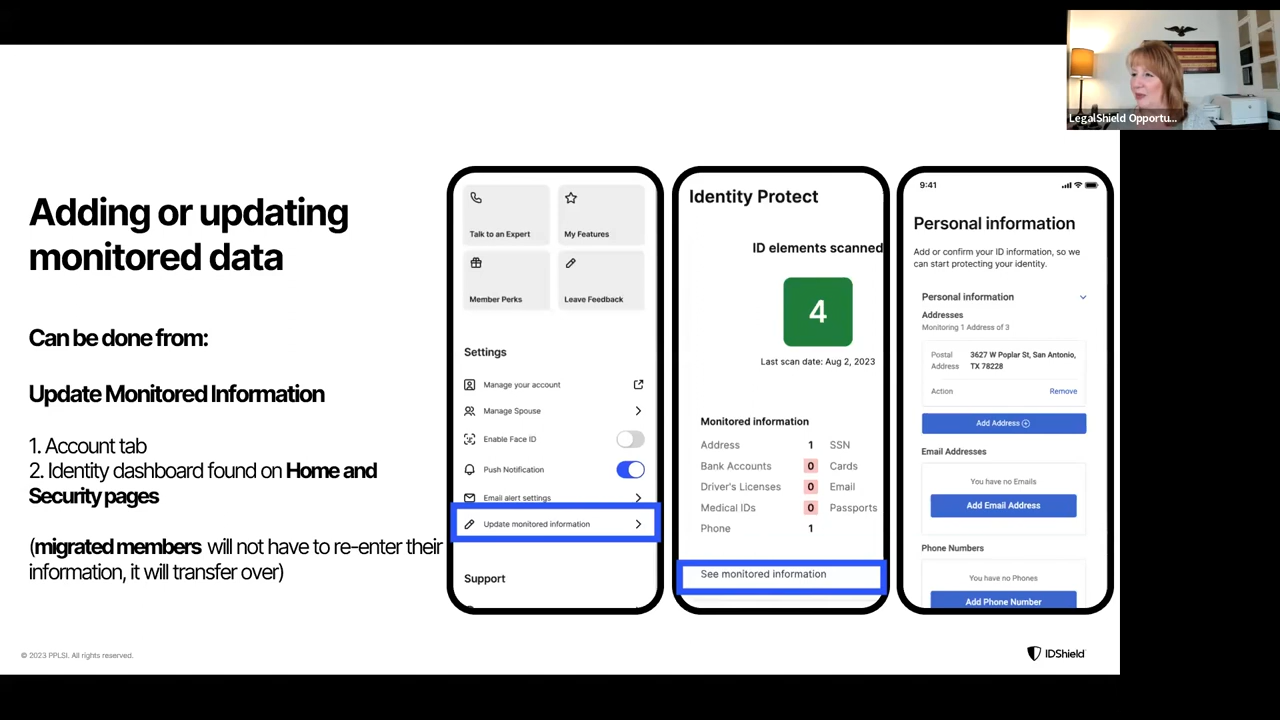 LegalShield Opportu...
Adding or updating
monitored data
Can be done from:
Update Monitored Information
1. Account tab
2. Identity dashboard found on Home and
Security pages
(migrated members will not have to re-enter their
information, it will transfer over)
Talk to an Expert
My Features
Member Perks
Leave Feedback
Settings
Manage your account
Manage Spouse
Enable Face ID
Push Notification
Email alert settings
Update monitored information
Support
Identity Protect
ID elements scanned
4
Last scan date: Aug 2, 2023
Monitored information
Address 1 SSN
Bank Accounts 0 Cards
Driver's Licenses 0 Email
Medical IDs 0 Passports
Phone 1
See monitored information
9:41
Personal information
Add or confirm your ID information, so we
can start protecting your identity.
Personal information
Addresses
Monitoring 1 Address of 3
Postal 3627 W Poplar St, San Antonio,
Address TX 78228
Action Remove
Add Address
Email Addresses
You have no Emails
Add Email Address
Phone Numbers
You have no Phones
Add Phone Number
© 2023 PPLSI. All rights reserved.
IDShield